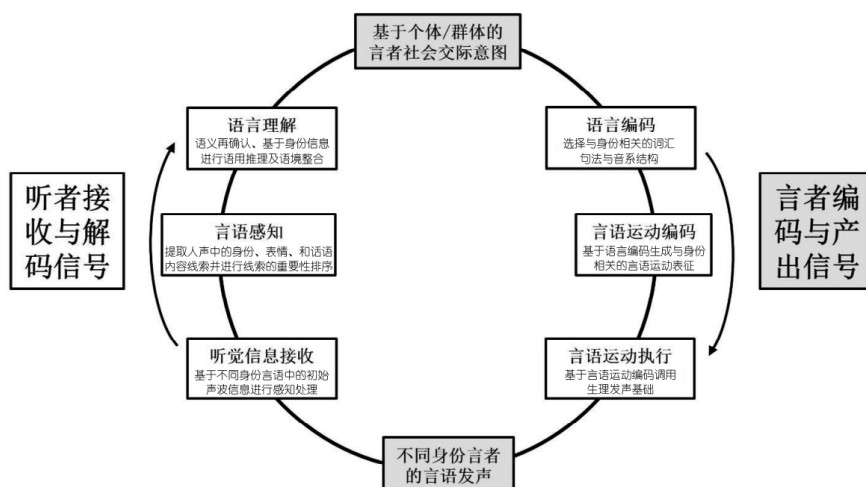 基于个体/群体的
言者社会交际意图
语言理解
语义再确认、基于身份信息
进行语用推理及语境整合
语言编码
选择与身份相关的词汇
句法与音系结构
听者接
收与解
码信号
言语感知
提取人声中的身份、表情、和话语
内容线索并进行线索的重要性排序
言语运动编码
基于语言编码生成与身份
相关的言语运动表征
言者编
码与产
出信号
听觉信息接收
基于不同身份言语中的初始
声波信息进行感知处理
言语运动执行
基于言语运动编码调用
生理发声基础
不同身份言者
的言语发声